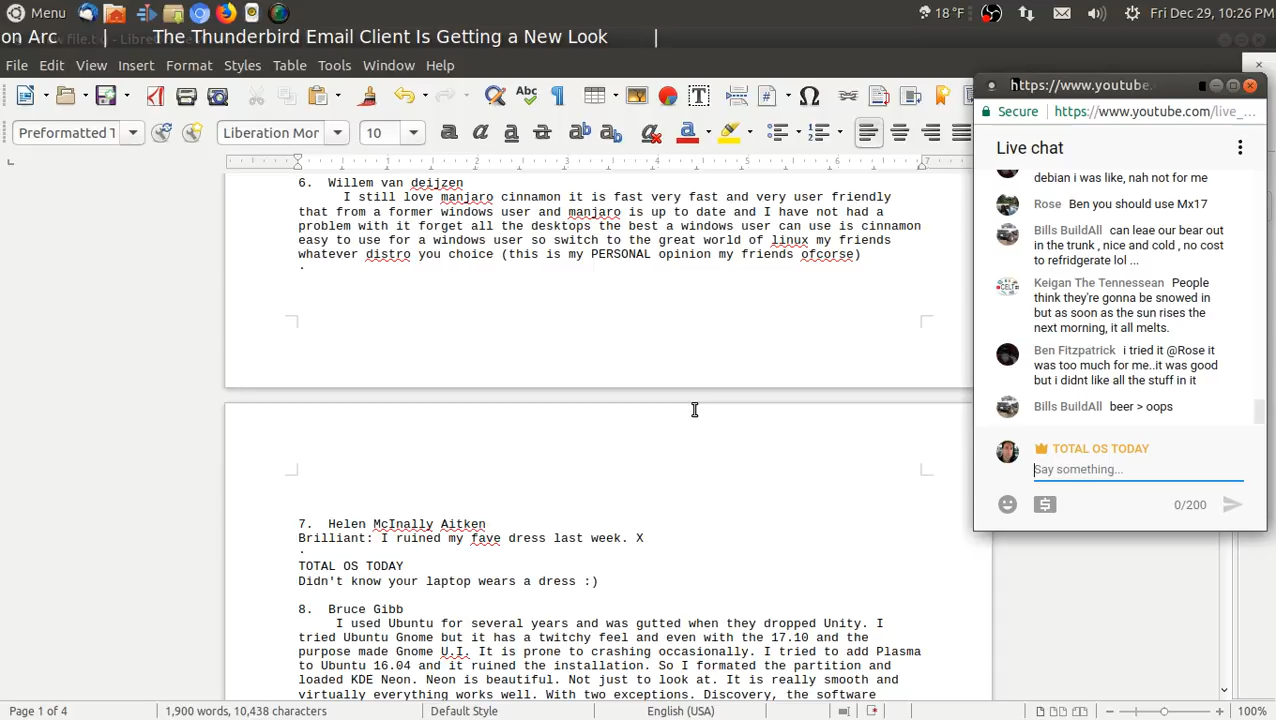 Menu
18 °F
Fri Dec 29, 10:26 PM
on Arc | The Thunderbird Email Client Is Getting a New Look |
File Edit View Insert Format Styles Table Tools Window Help
Preformatted T
Liberation Mor
10
1 2 3 4 5 6 7
6. Willem van deijzen
I still love manjaro cinnamon it is fast very fast and very user friendly
that from a former windows user and manjaro is up to date and I have not had a
problem with it forget all the desktops the best a windows user can use is cinnamon
easy to use for a windows user so switch to the great world of linux my friends
whatever distro you choice (this is my PERSONAL opinion my friends ofcorse)
.
7. Helen McInally Aitken
Brilliant: I ruined my fave dress last week. X
.
TOTAL OS TODAY
Didn't know your laptop wears a dress :)
8. Bruce Gibb
I used Ubuntu for several years and was gutted when they dropped Unity. I
tried Ubuntu Gnome but it has a twitchy feel and even with the 17.10 and the
purpose made Gnome U.I. It is prone to crashing occasionally. I tried to add Plasma
to Ubuntu 16.04 and it ruined the installation. So I formated the partition and
loaded KDE Neon. Neon is beautiful. Not just to look at. It is really smooth and
virtually everything works well. With two exceptions. Discovery, the software
Page 1 of 4
1,900 words, 10,438 characters
Default Style
English (USA)
100%
https://www.youtube.
Secure
https://www.youtube.com/live_...
Live chat
debian i was like, nah not for me
Rose Ben you should use Mx17
Bills BuildAll can leae our bear out
in the trunk , nice and cold , no cost
to refridgerate lol ...
Keigan The Tennessean People
think they're gonna be snowed in
but as soon as the sun rises the
next morning, it all melts.
Ben Fitzpatrick i tried it @Rose it
was too much for me..it was good
but i didnt like all the stuff in it
Bills BuildAll beer > oops
TOTAL OS TODAY
Say something...
0/200